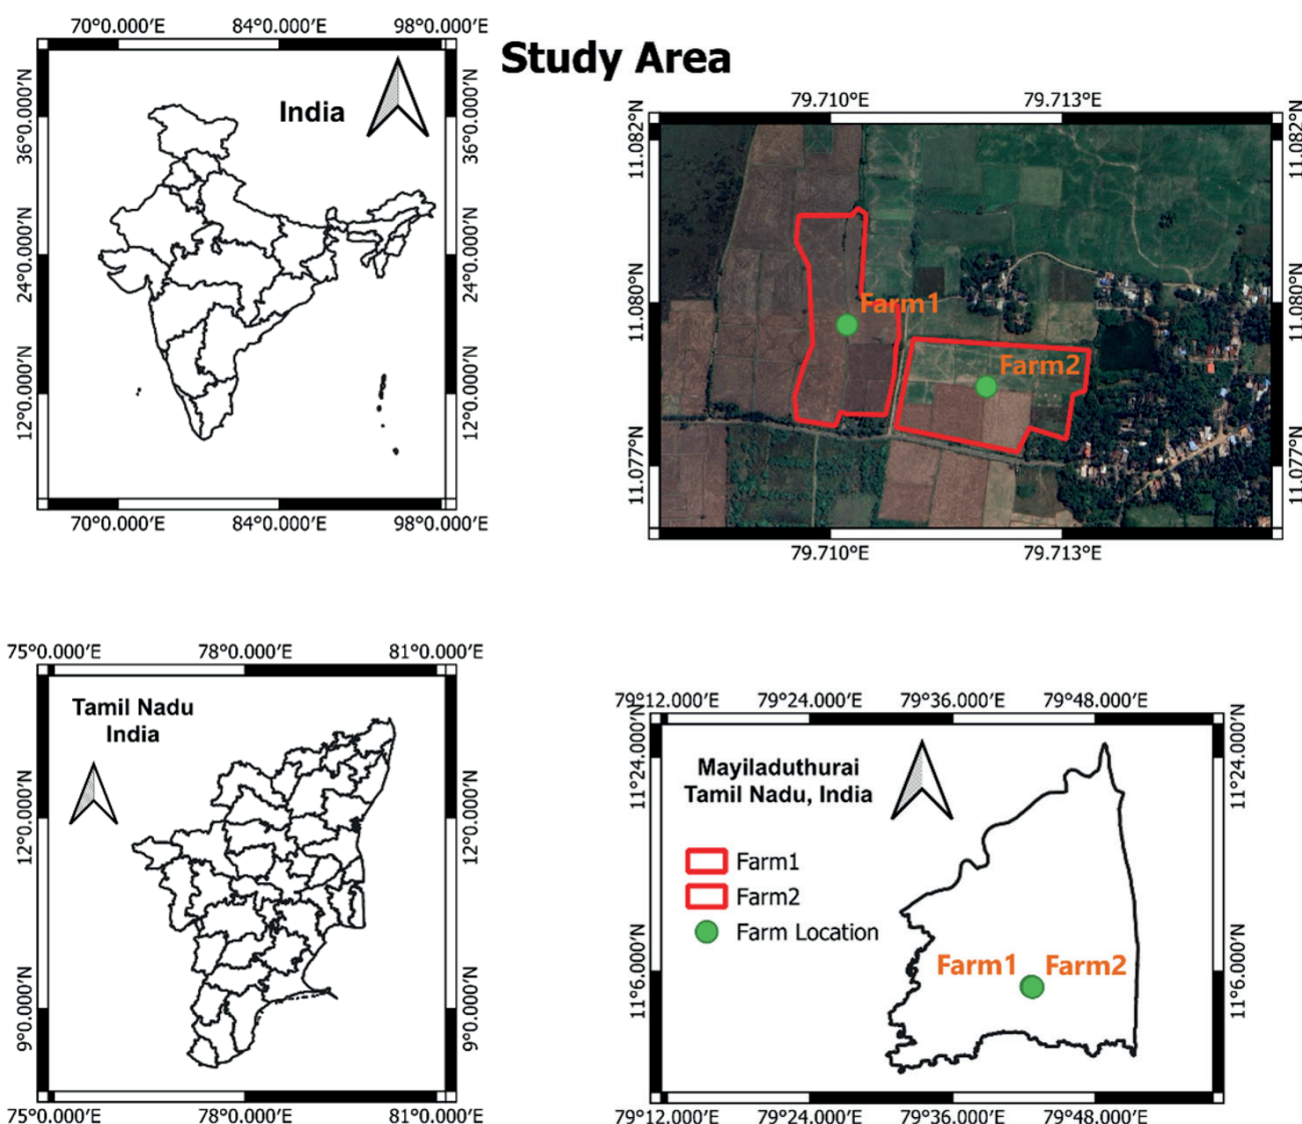 Study Area
70°0.000′E 84°0.000′E 98°0.000′E
36°0.000′N
24°0.000′N
12°0.000′N
India
36°0.000′N
24°0.000′N
12°0.000′N
70°0.000′E 84°0.000′E 98°0.000′E
79.710°E 79.713°E
11.082°N
11.080°N
11.077°N
Farm1
Farm2
11.082°N
11.080°N
11.077°N
79.710°E 79.713°E
75°0.000′E 78°0.000′E 81°0.000′E
12°0.000′N
9°0.000′N
Tamil Nadu
India
12°0.000′N
9°0.000′N
75°0.000′E 78°0.000′E 81°0.000′E
79°12.000′E 79°24.000′E 79°36.000′E 79°48.000′E
11°24.000′N
11°6.000′N
Mayiladuthurai
Tamil Nadu, India
Farm1
Farm2
Farm Location
Farm1 Farm2
11°24.000′N
11°6.000′N
79°12.000′E 79°24.000′E 79°36.000′E 79°48.000′E